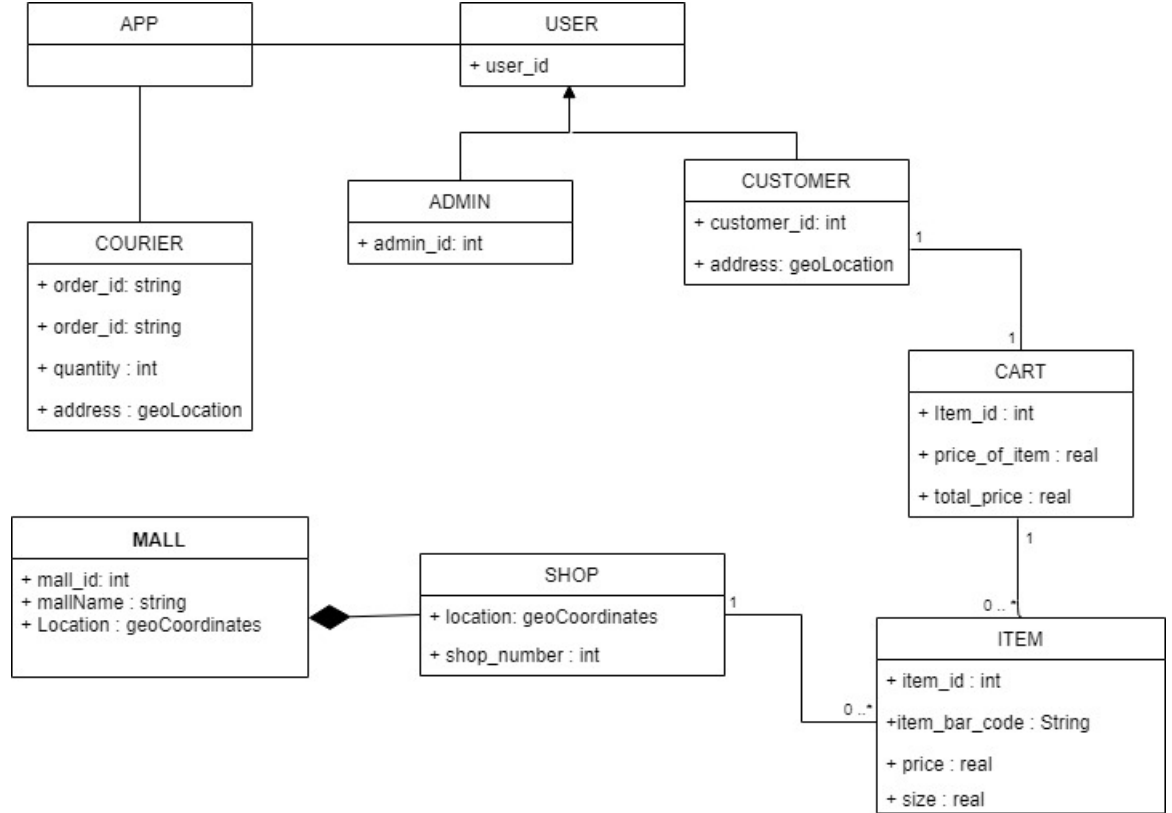 APP
USER
+ user_id
ADMIN
+ admin_id: int
CUSTOMER
+ customer_id: int
+ address: geoLocation
1
COURIER
+ order_id: string
+ order_id: string
+ quantity : int
+ address : geoLocation
1
CART
+ Item_id : int
+ price_of_item : real
+ total_price : real
1
MALL
+ mall_id: int
+ mallName : string
+ Location : geoCoordinates
SHOP
+ location: geoCoordinates
+ shop_number : int
1
0 .. *
0 ..*
ITEM
+ item_id : int
+item_bar_code : String
+ price : real
+ size : real